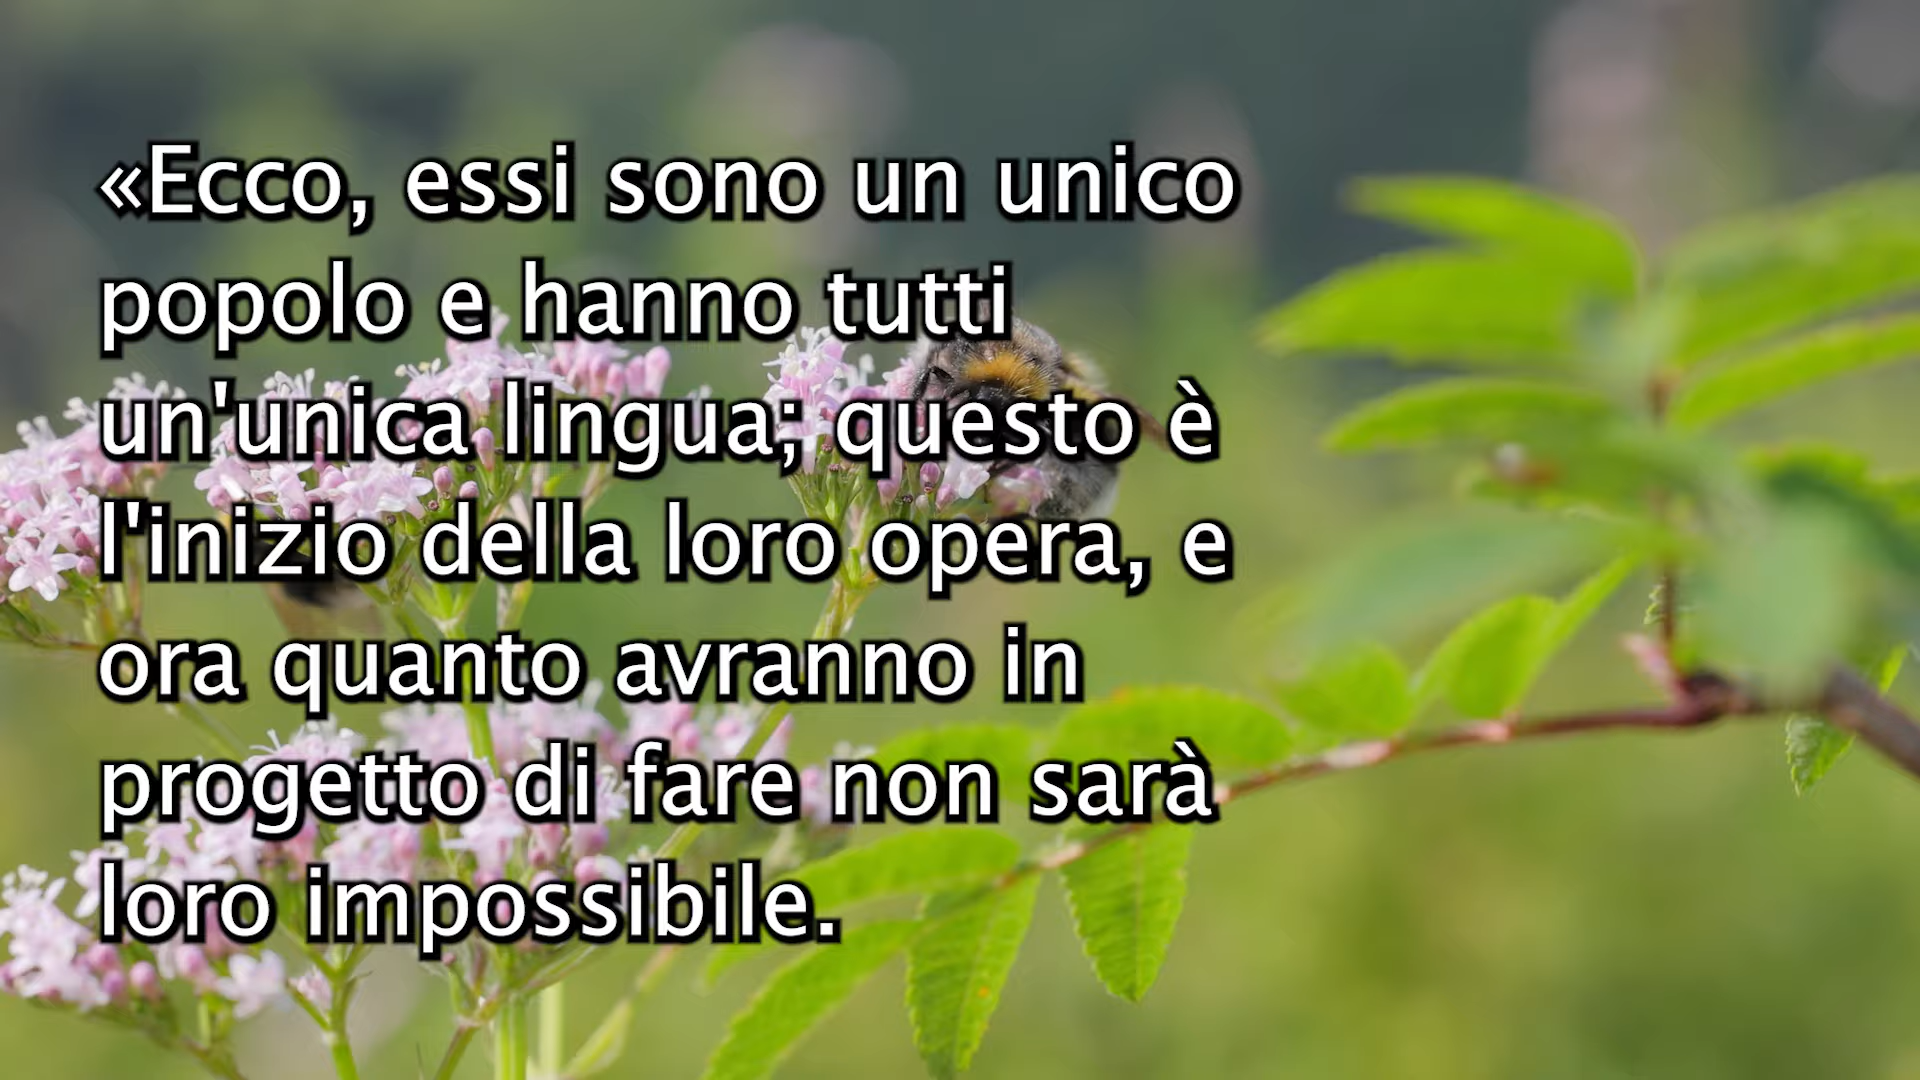 «Ecco, essi sono un unico
popolo e hanno tutti
un'unica lingua; questo è
l'inizio della loro opera, e
ora quanto avranno in
progetto di fare non sarà
loro impossibile.